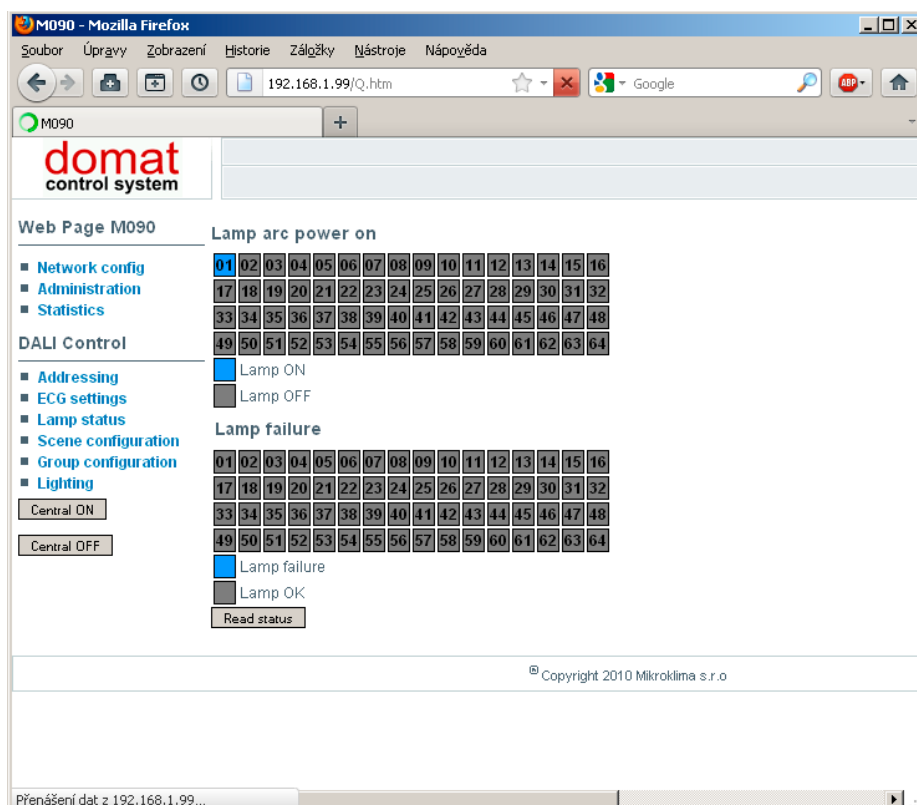 M090 - Mozilla Firefox
Soubor Úpravy Zobrazení Historie Záložky Nástroje Nápověda
192.168.1.99/Q.htm Google ABP
M090 +
domat
control system
Web Page M090
Network config
Administration
Statistics
DALI Control
Addressing
ECG settings
Lamp status
Scene configuration
Group configuration
Lighting
Central ON
Central OFF
Lamp arc power on
01 02 03 04 05 06 07 08 09 10 11 12 13 14 15 16
17 18 19 20 21 22 23 24 25 26 27 28 29 30 31 32
33 34 35 36 37 38 39 40 41 42 43 44 45 46 47 48
49 50 51 52 53 54 55 56 57 58 59 60 61 62 63 64
Lamp ON
Lamp OFF
Lamp failure
01 02 03 04 05 06 07 08 09 10 11 12 13 14 15 16
17 18 19 20 21 22 23 24 25 26 27 28 29 30 31 32
33 34 35 36 37 38 39 40 41 42 43 44 45 46 47 48
49 50 51 52 53 54 55 56 57 58 59 60 61 62 63 64
Lamp failure
Lamp OK
Read status
® Copyright 2010 Mikroklima s.r.o
Přenášení dat z 192.168.1.99...